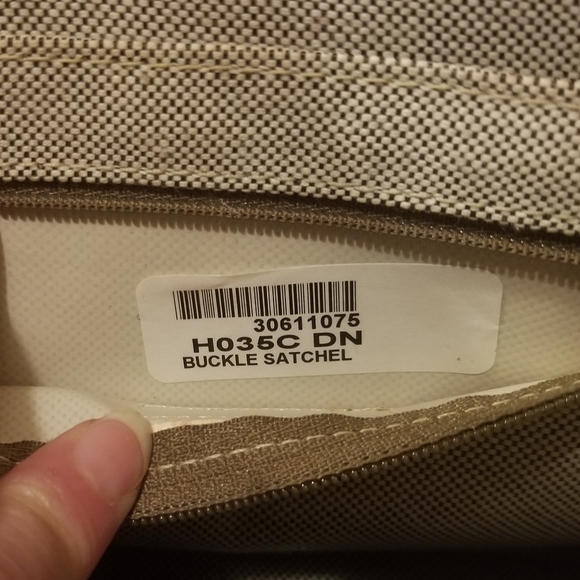 30611075
H035C DN
BUCKLE SATCHEL